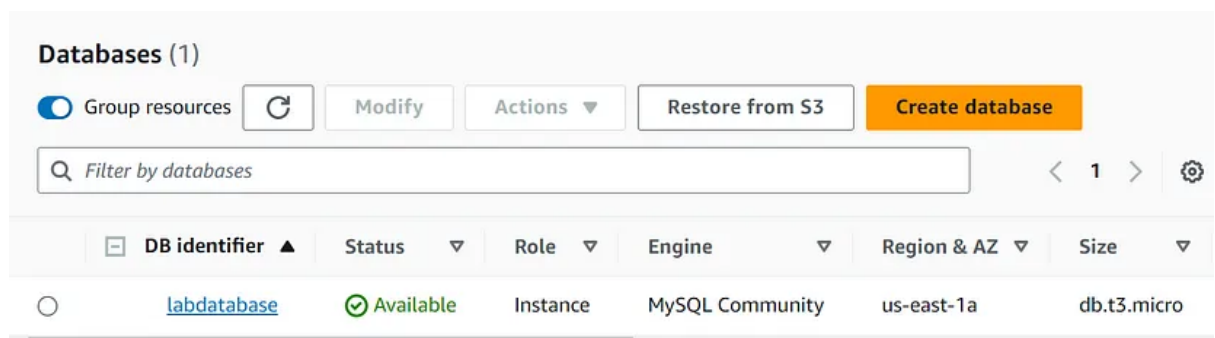 Databases (1)
Group resources Modify Actions Restore from S3 Create database
Filter by databases 1
DB identifier Status Role Engine Region & AZ Size
labdatabase Available Instance MySQL Community us-east-1a db.t3.micro